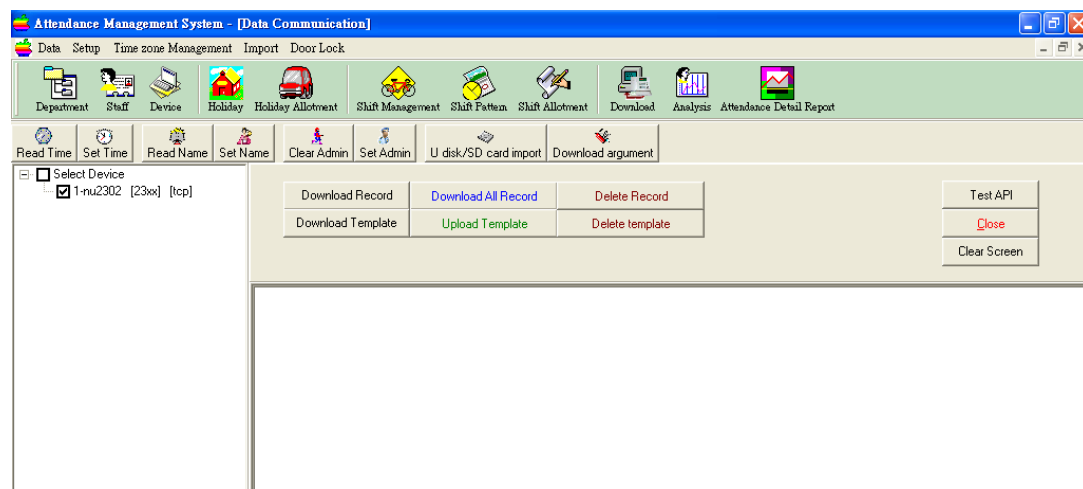 Attendance Management System - [Data Communication]
Data Setup Time zone Management Import Door Lock
Department Staff Device Holiday Holiday Allotment Shift Management Shift Pattern Shift Allotment Download Analysis Attendance Detail Report
Read Time Set Time Read Name Set Name Clear Admin Set Admin U disk/SD card import Download argument
Select Device
1-nu2302 [23xx] [tcp]
Download Record Download All Record Delete Record Test API
Download Template Upload Template Delete template Close
Clear Screen